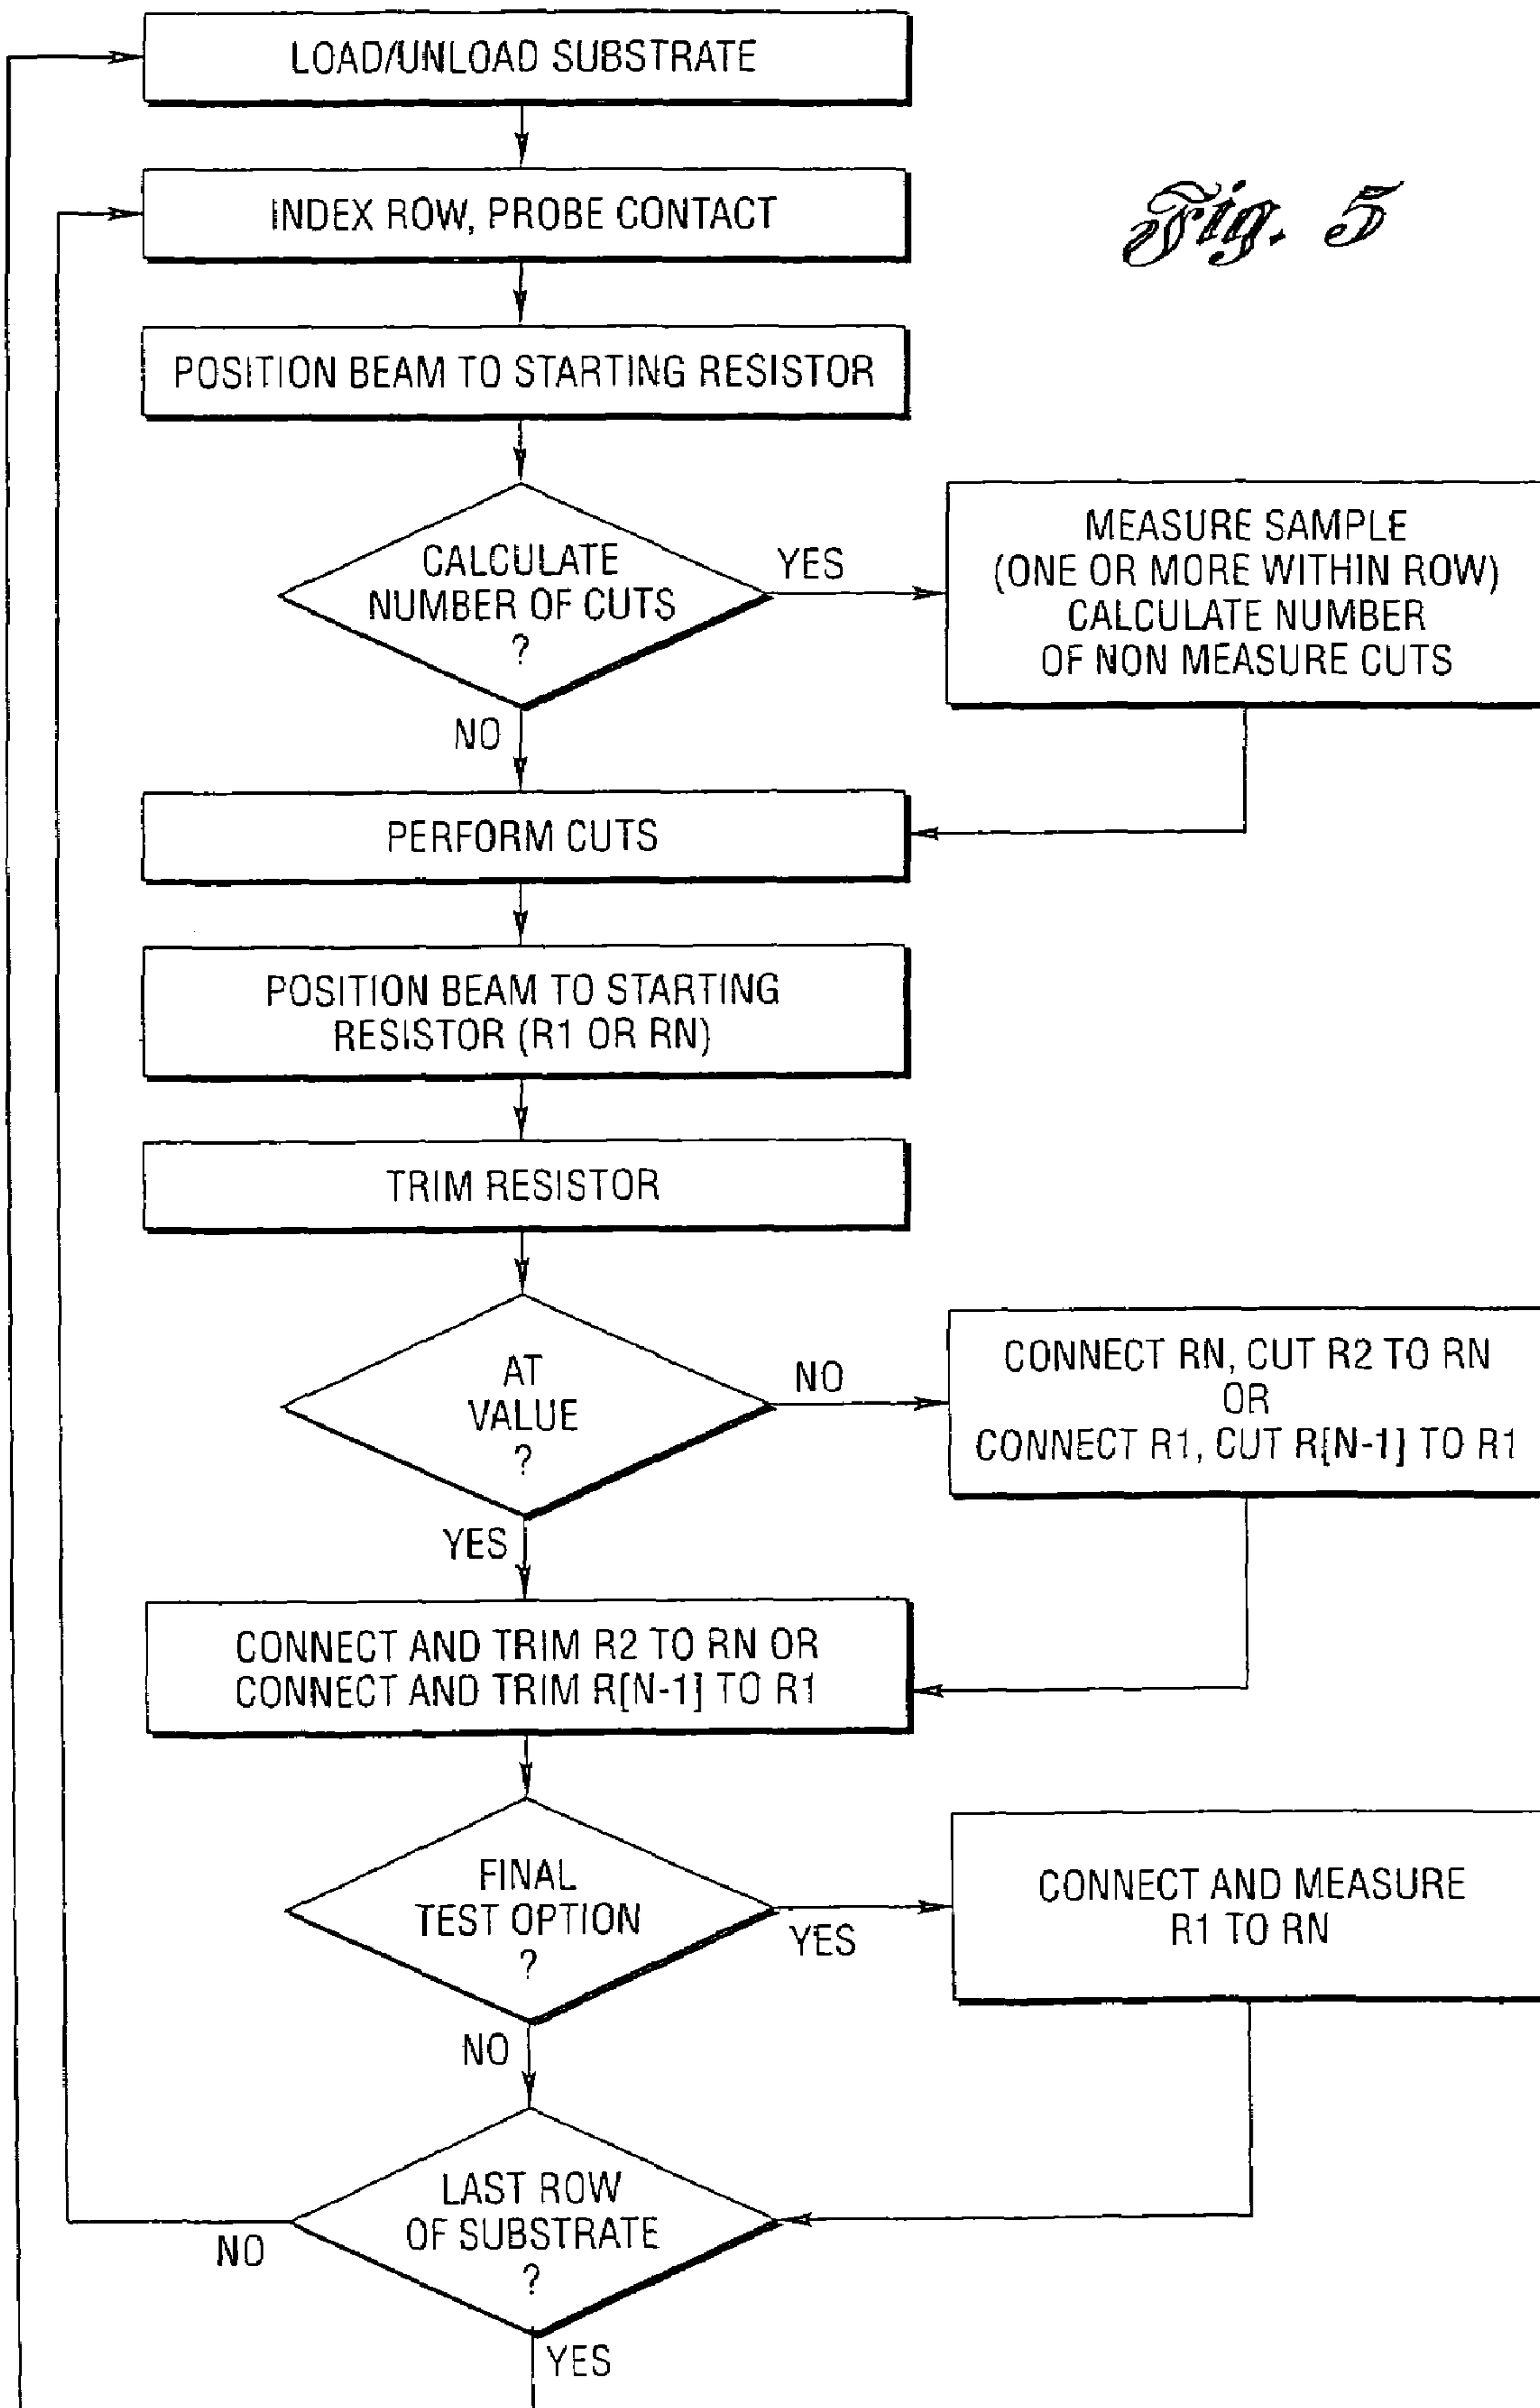 LOAD/UNLOAD SUBSTRATE
INDEX ROW, PROBE CONTACT
Fig. 5
POSITION BEAM TO STARTING RESISTOR
CALCULATE
NUMBER OF CUTS
?
YES
MEASURE SAMPLE
(ONE OR MORE WITHIN ROW)
CALCULATE NUMBER
OF NON MEASURE CUTS
NO
PERFORM CUTS
POSITION BEAM TO STARTING
RESISTOR (R1 OR RN)
TRIM RESISTOR
AT
VALUE
?
NO
CONNECT RN, CUT R2 TO RN
OR
CONNECT R1, CUT R[N-1] TO R1
YES
CONNECT AND TRIM R2 TO RN OR
CONNECT AND TRIM R[N-1] TO R1
FINAL
TEST OPTION
?
YES
CONNECT AND MEASURE
R1 TO RN
NO
LAST ROW
OF SUBSTRATE
?
NO
YES